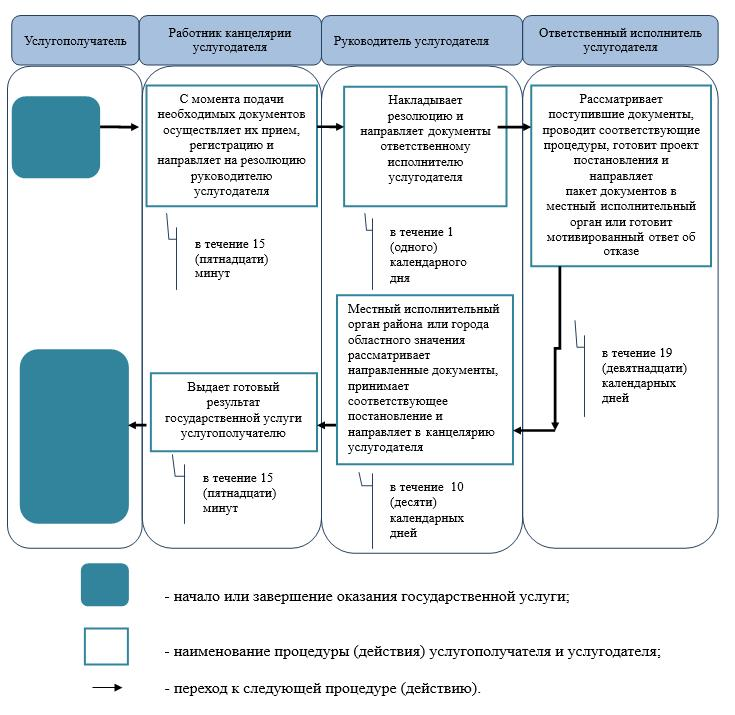 Услугополучатель
Работник канцелярии
услугодателя
Руководитель услугодателя
Ответственный исполнитель
услугодателя
С момента подачи
необходимых документов
осуществляет их прием,
регистрацию и
направляет на резолюцию
руководителю
услугодателя
Накладывает
резолюцию и
направляет документы
ответственному
исполнителю
услугодателя
Рассматривает
поступившие документы,
проводит соответствующие
процедуры, готовит проект
постановления и
направляет
пакет документов в
местный исполнительный
орган или готовит
мотивированный ответ об
отказе
в течение 15
(пятнадцати)
минут
в течение 1
(одного)
календарного
дня
в течение 19
(девятнадцати)
календарных
дней
Местный исполнительный
орган района или города
областного значения
рассматривает
направленные документы,
принимает
соответствующее
постановление и
направляет в канцелярию
услугодателя
Выдает готовый
результат
государственной услуги
услугополучателю
в течение 15
(пятнадцати)
минут
в течение 10
(десяти)
календарных
дней
- начало или завершение оказания государственной услуги;
- наименование процедуры (действия) услугополучателя и услугодателя;
- переход к следующей процедуре (действию).